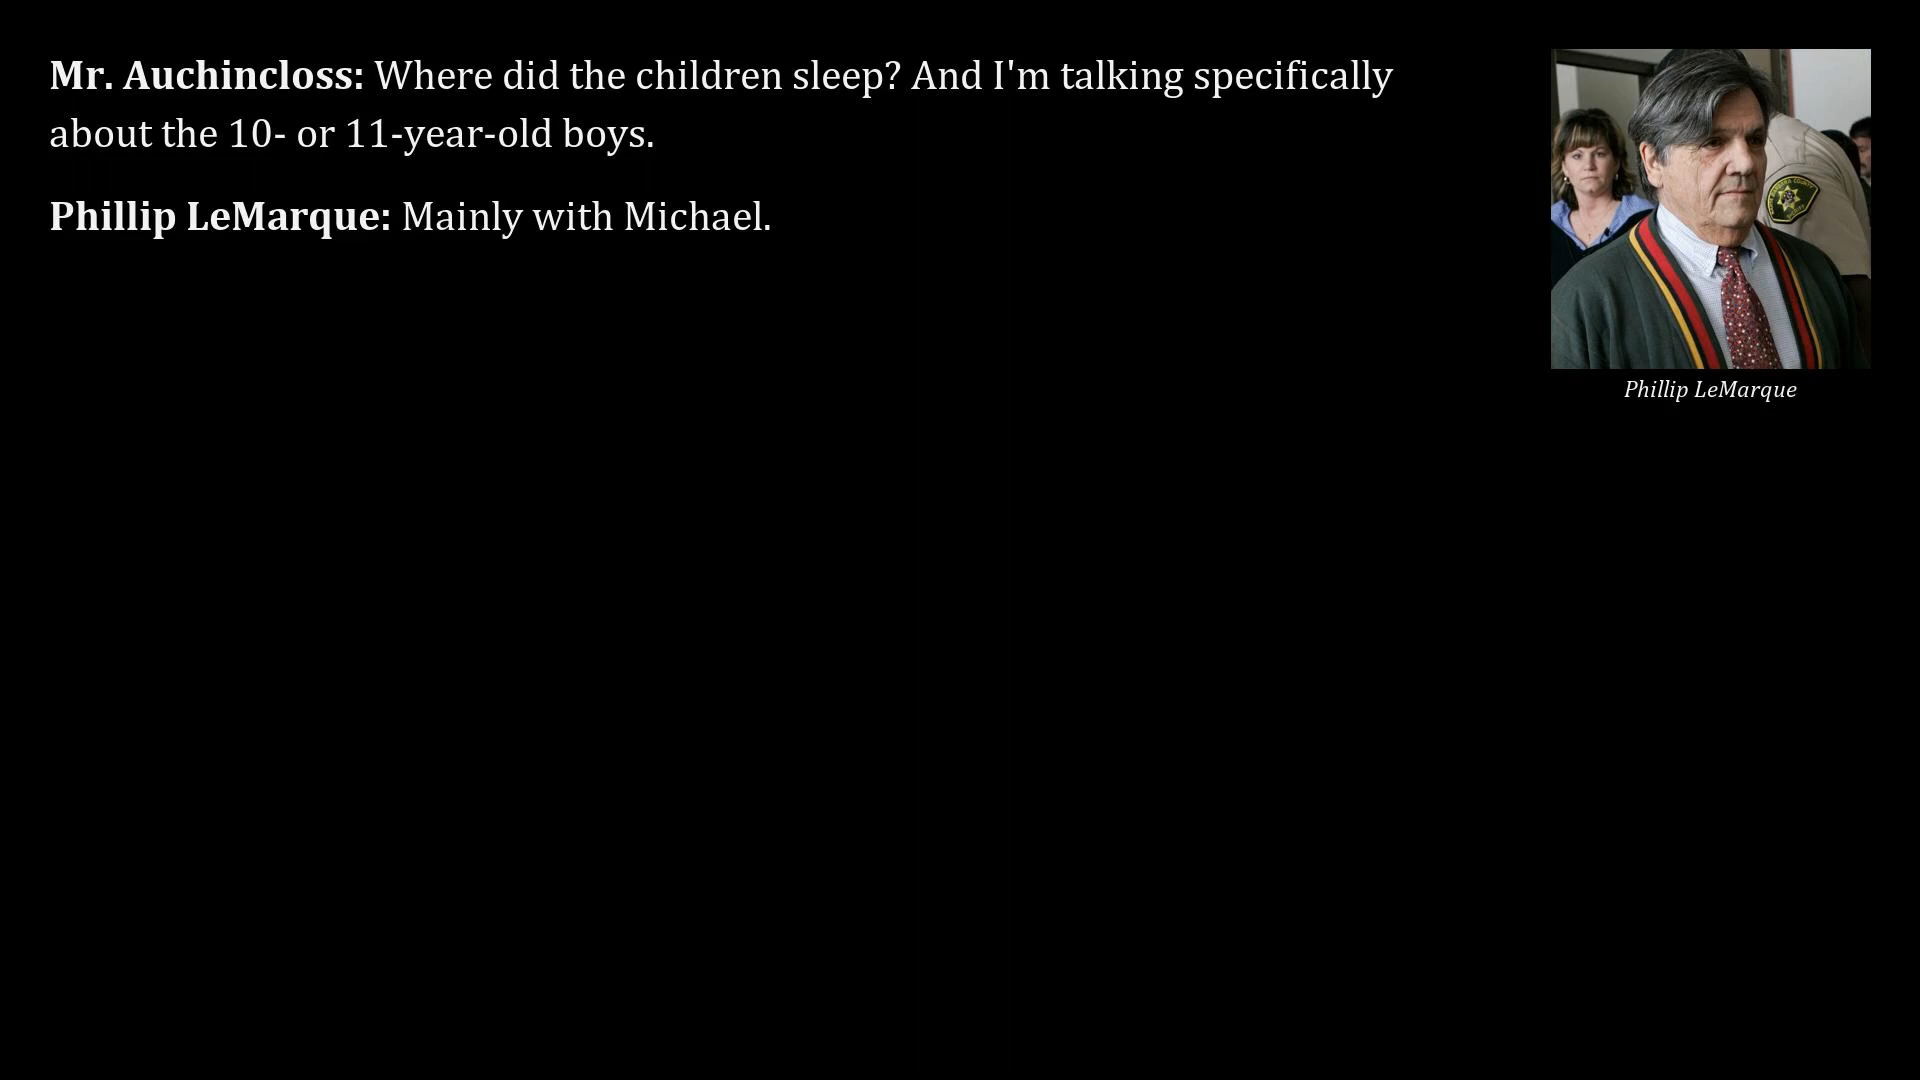 Mr. Auchincloss: Where did the children sleep? And I'm talking specifically
about the 10- or 11-year-old boys.
Phillip LeMarque: Mainly with Michael.
Phillip LeMarque